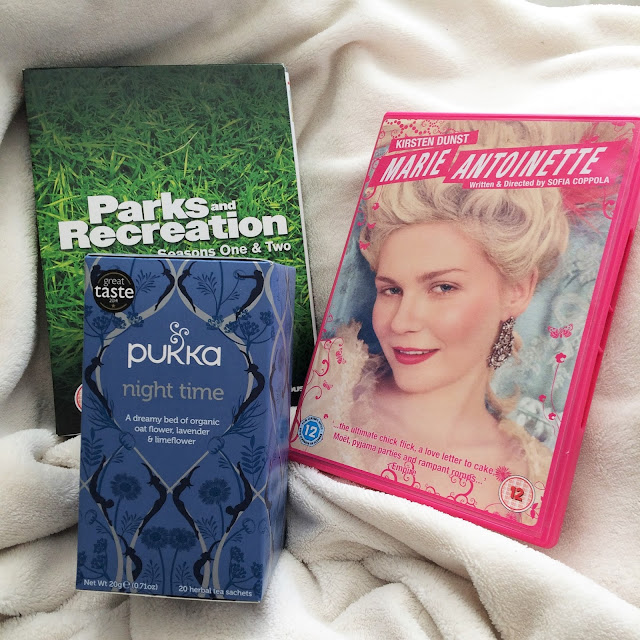 Parks and
Recreation
Seasons One & Two
KIRSTEN DUNST
MARIE ANTOINETTE
Written & Directed by SOFIA COPPOLA
...the ultimate chick flick, a love letter to cake,
Moët, pyjama parties and rampant romps...'
Empire
12
12
great
taste
pukka
night time
A dreamy bed of organic
oat flower, lavender
& limeflower
Net Wt 20g ℮ (0.71oz)
20 herbal tea sachets